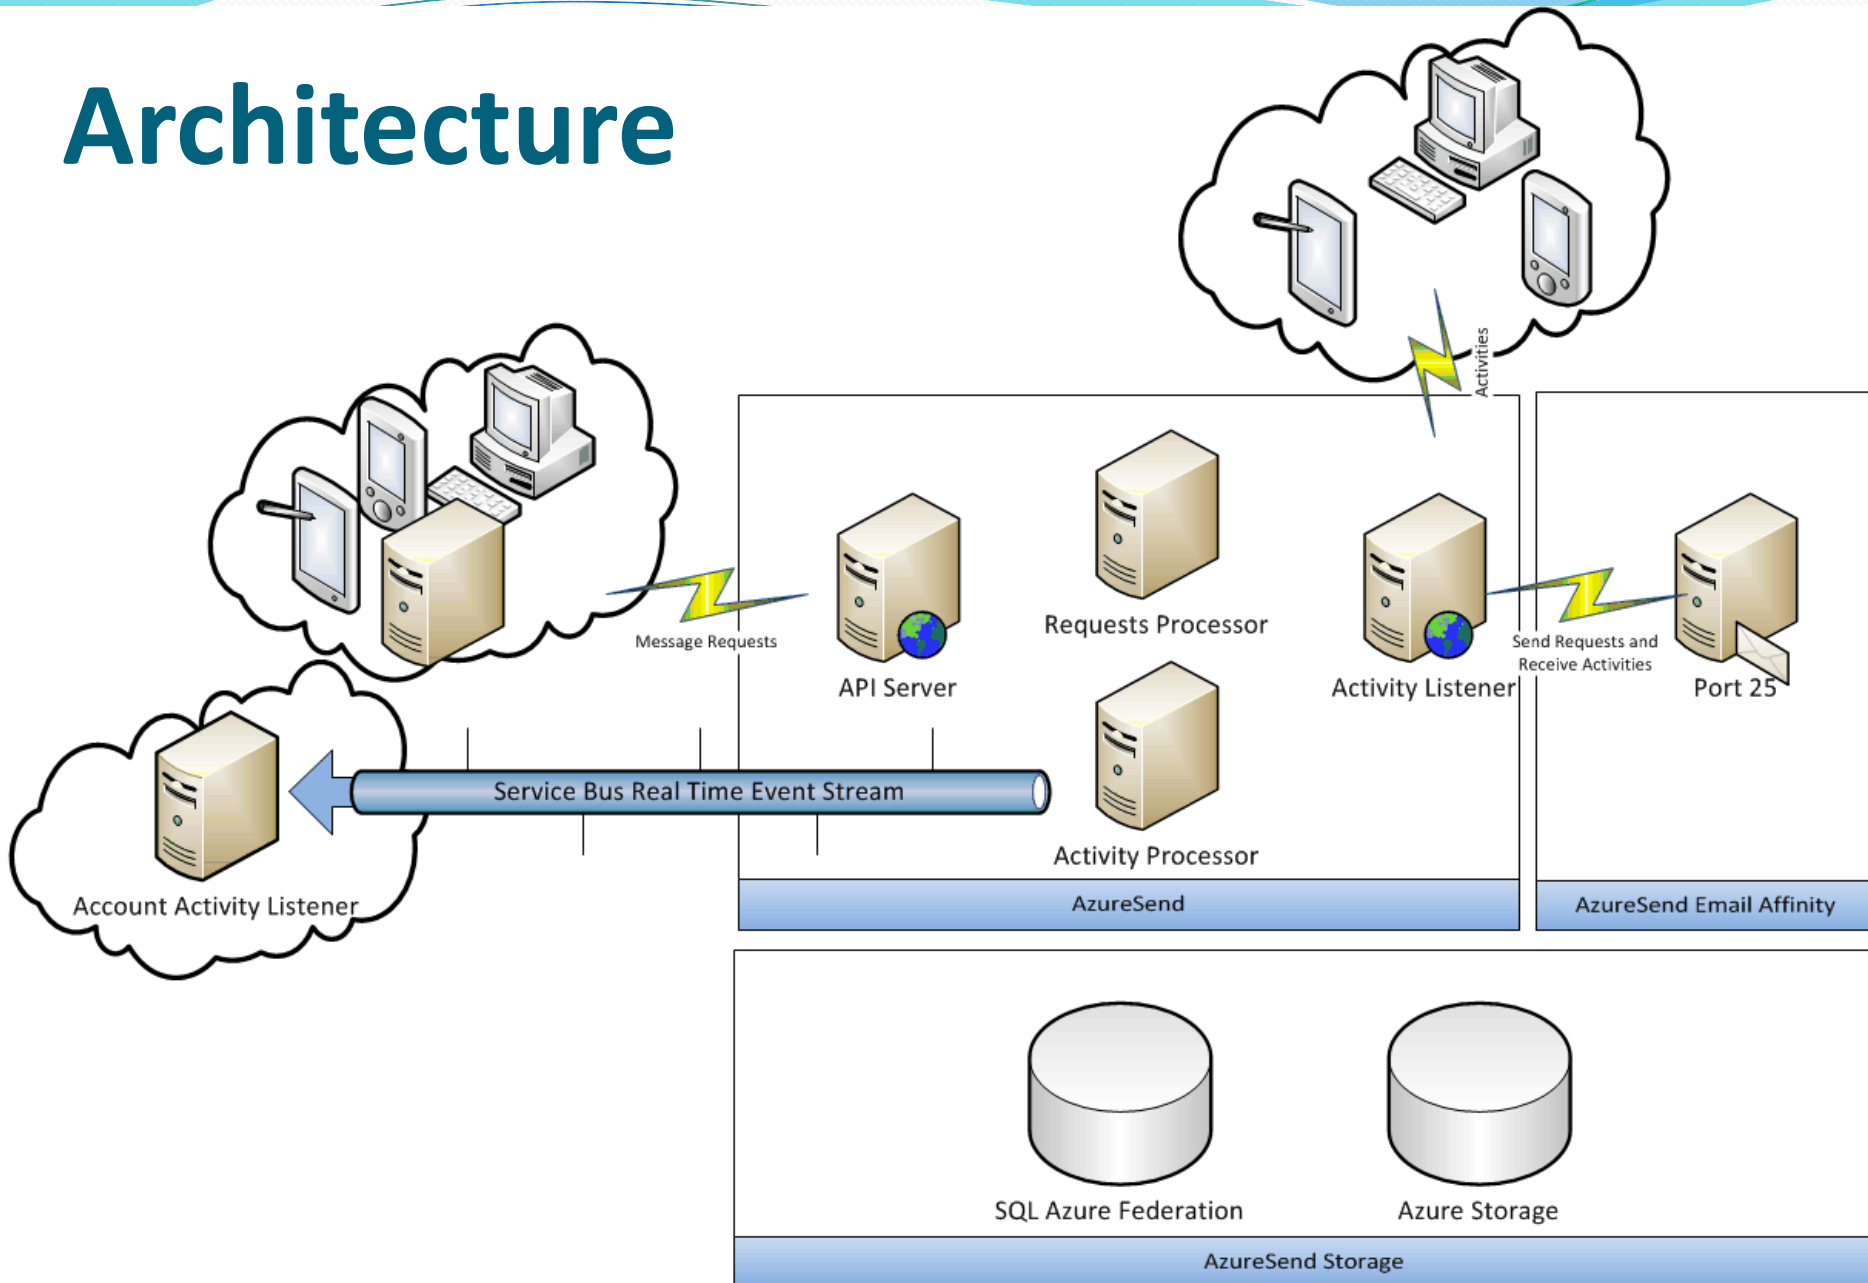 Architecture
Activities
Message Requests
API Server
Requests Processor
Activity Listener
Send Requests and
Receive Activities
Port 25
Service Bus Real Time Event Stream
Activity Processor
Account Activity Listener
AzureSend
AzureSend Email Affinity
SQL Azure Federation
Azure Storage
AzureSend Storage